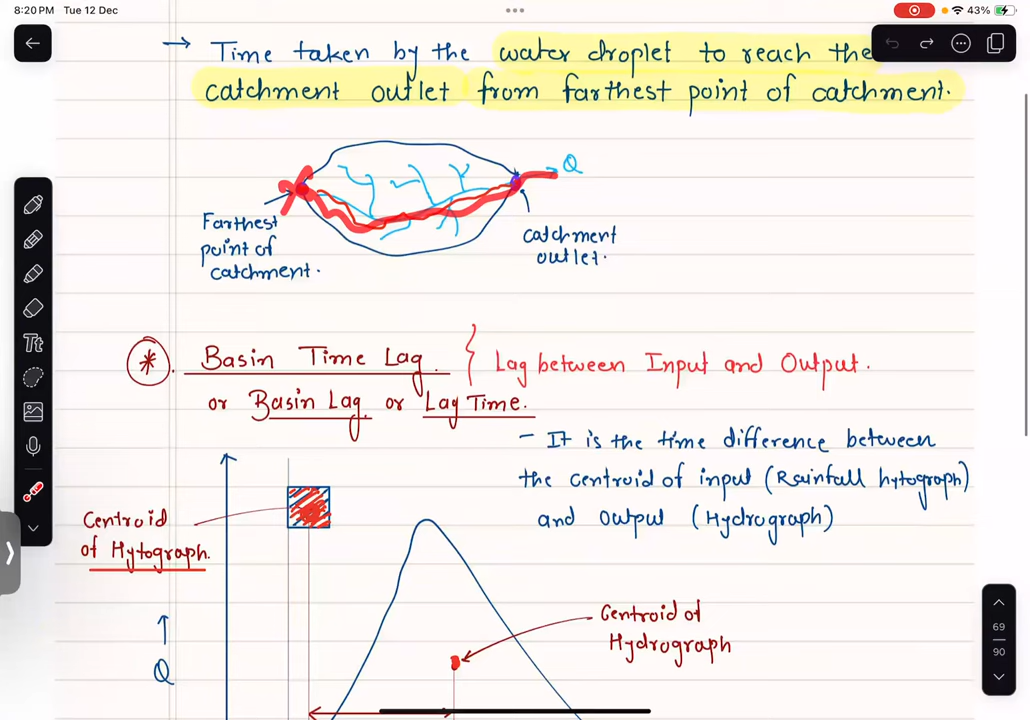 8:20 PM Tue 12 Dec
43%
→ Time taken by the water droplet to reach the
catchment outlet from farthest point of catchment.
Q
Farthest
point of
catchment.
catchment
outlet.
* Basin Time Lag
or Basin Lag or Lag Time.
Lag between Input and Output.
- It is the time difference between
the centroid of input (Rainfall hytograph)
and output (Hydrograph)
Centroid
of Hytograph.
Centroid of
Hydrograph
↑
Q
Tt
69
90